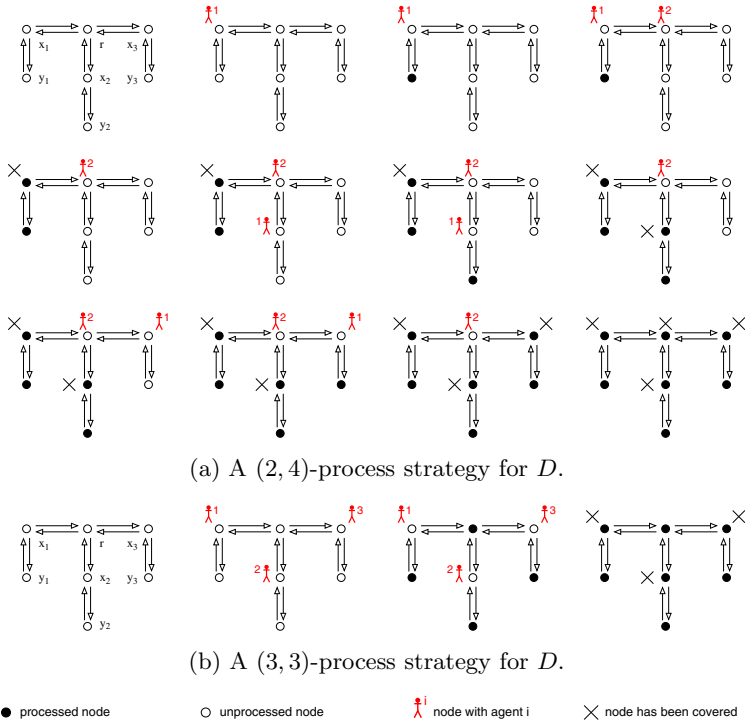 1
1
1
2
x₁
r
x₃
y₁
x₂
y₃
y₂
2
2
2
2
1
1
2
1
2
1
2
(a) A (2, 4)-process strategy for D.
1
3
1
3
x₁
r
x₃
y₁
x₂
y₃
2
2
y₂
(b) A (3, 3)-process strategy for D.
processed node unprocessed node i node with agent i node has been covered